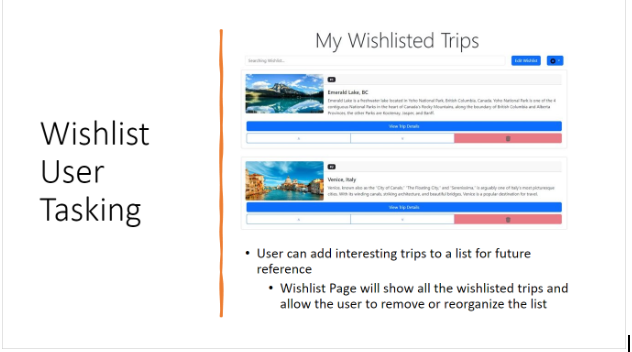 Wishlist
User
Tasking
My Wishlisted Trips
Searching Wishlist...
Edit Wishlist
#1
Emerald Lake, BC
Emerald Lake is a freshwater lake located in Yoho National Park, British Columbia, Canada. Yoho National Park is one of the 4
contiguous National Parks in the heart of Canada's Rocky Mountains, along the boundary of British Columbia and Alberta
Provinces, the other Parks are Kootenay, Jasper, and Banff.
View Trip Details
#2
Venice, Italy
Venice, known also as the "City of Canals," "The Floating City," and "Serenissima," is arguably one of Italy's most picturesque
cities. With its winding canals, striking architecture, and beautiful bridges, Venice is a popular destination for travel.
View Trip Details
• User can add interesting trips to a list for future
reference
• Wishlist Page will show all the wishlisted trips and
allow the user to remove or reorganize the list